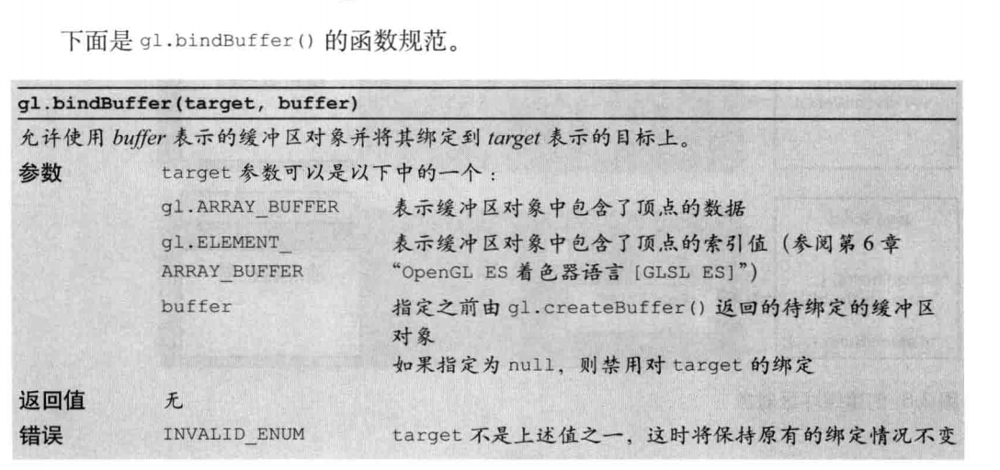 下面是 gl.bindBuffer() 的函数规范。
gl.bindBuffer(target, buffer)
允许使用 buffer 表示的缓冲区对象并将其绑定到 target 表示的目标上。
参数 target 参数可以是以下中的一个：
gl.ARRAY_BUFFER 表示缓冲区对象中包含了顶点的数据
gl.ELEMENT_ 表示缓冲区对象中包含了顶点的索引值（参阅第 6 章
ARRAY_BUFFER “OpenGL ES 着色器语言 [GLSL ES]”）
buffer 指定之前由 gl.createBuffer() 返回的待绑定的缓冲区
对象
如果指定为 null，则禁用对 target 的绑定
返回值 无
错误 INVALID_ENUM target 不是上述值之一，这时将保持原有的绑定情况不变